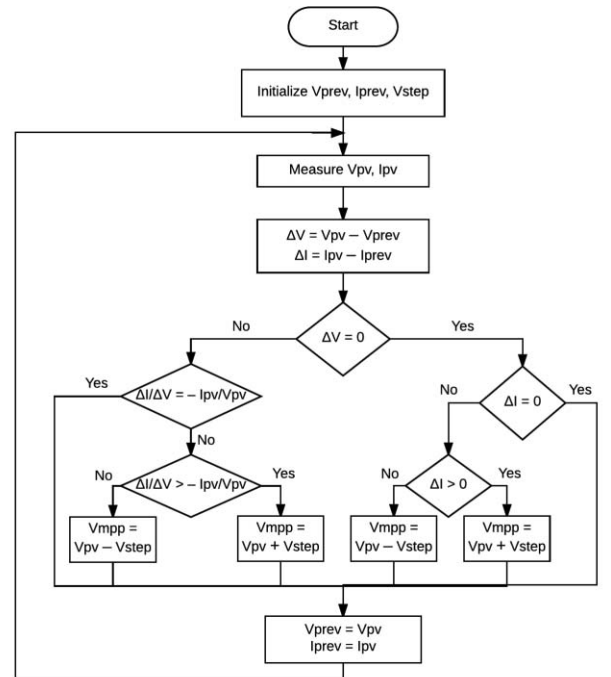 Start
Initialize Vprev, Iprev, Vstep
Measure Vpv, Ipv
ΔV = Vpv – Vprev
ΔI = Ipv – Iprev
No
ΔV = 0
Yes
Yes
ΔI/ΔV = – Ipv/Vpv
No
ΔI = 0
Yes
No
No
ΔI/ΔV > – Ipv/Vpv
Yes
No
ΔI > 0
Yes
Vmpp =
Vpv – Vstep
Vmpp =
Vpv + Vstep
Vmpp =
Vpv – Vstep
Vmpp =
Vpv + Vstep
Vprev = Vpv
Iprev = Ipv